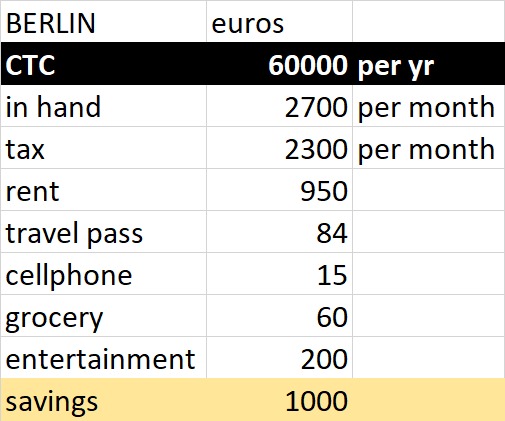 BERLIN euros
CTC 60000 per yr
in hand 2700 per month
tax 2300 per month
rent 950
travel pass 84
cellphone 15
grocery 60
entertainment 200
savings 1000